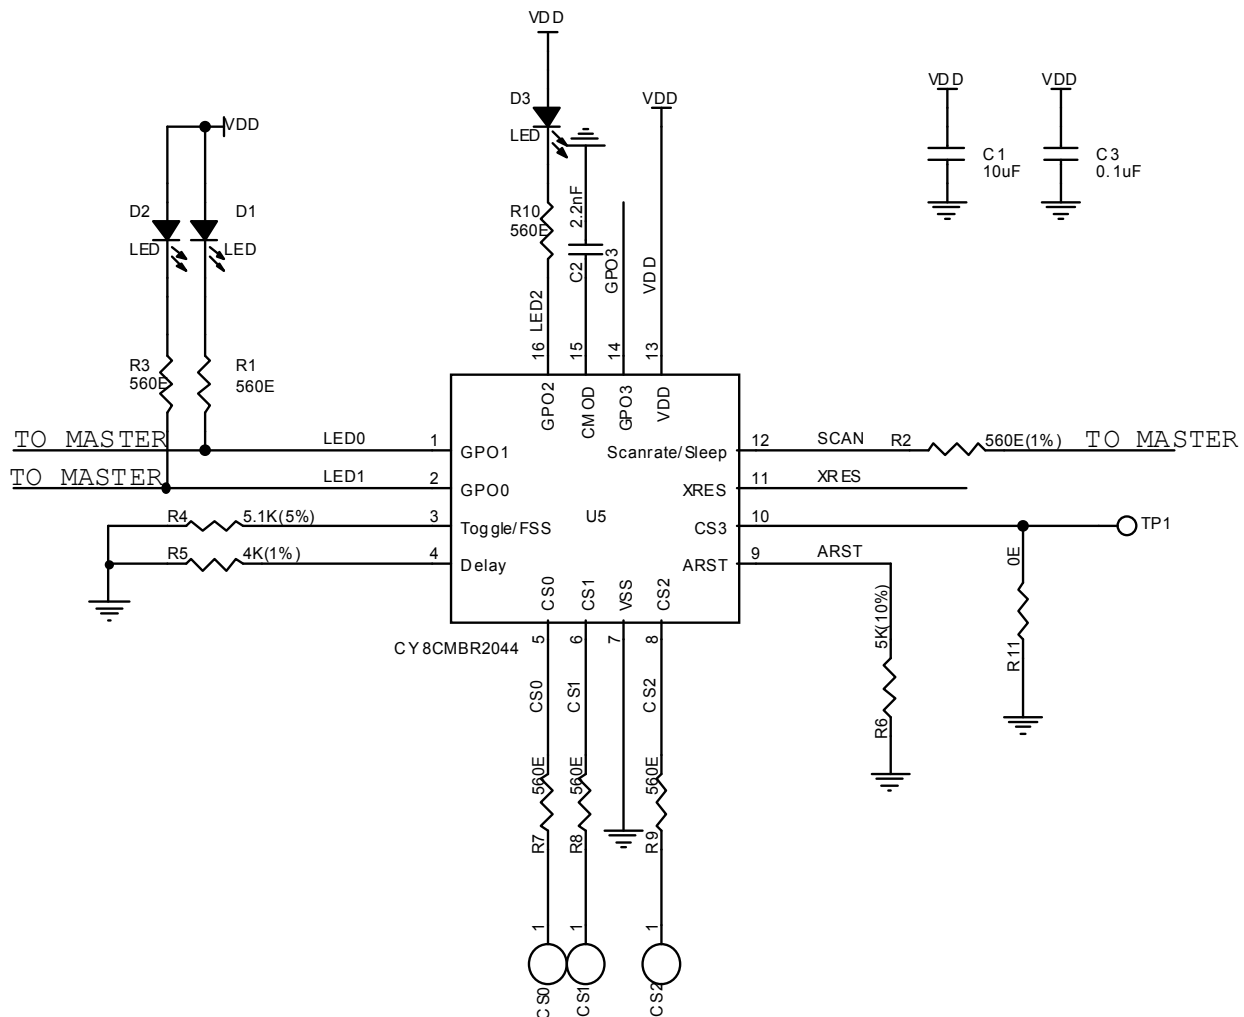 VDD
D3
LED
VDD
VDD
VDD
VDD
C1
10uF
C3
0.1uF
D2
D1
LED
LED
R10
560E
2.2nF
C2
GPO3
VDD
LED2
16
15
14
13
R3
560E
R1
560E
GPO2
CMOD
GPO3
VDD
TO MASTER
LED0
1
GPO1
Scanrate/Sleep
12
SCAN
R2
560E(1%)
TO MASTER
TO MASTER
LED1
2
GPO0
XRES
11
XRES
R4
5.1K(5%)
3
Toggle/FSS
U5
CS3
10
TP1
R5
4K(1%)
4
Delay
ARST
9
ARST
0E
R11
CS0
CS1
VSS
CS2
CY8CMBR2044
5
6
7
8
5K(10%)
R6
CS0
CS1
CS2
560E
560E
560E
R7
R8
R9
1
1
1
CS0
CS1
CS2